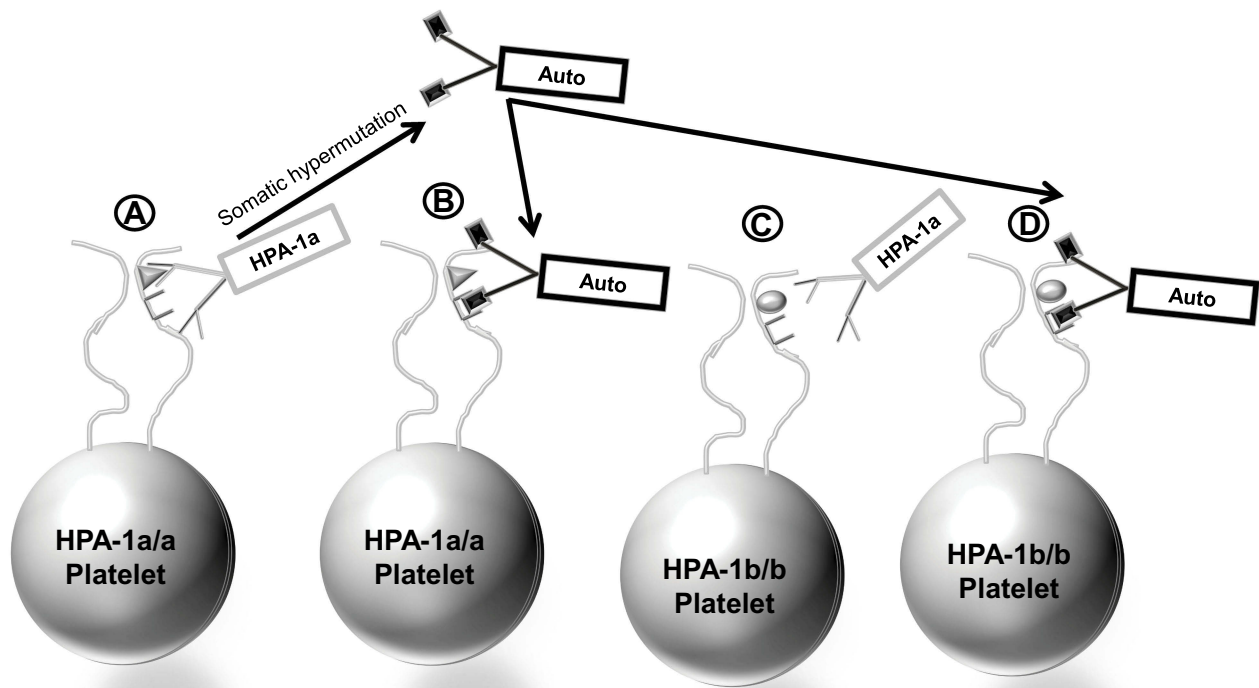 Auto
Somatic hypermutation
A
HPA-1a
B
Auto
C
HPA-1a
D
Auto
HPA-1a/a
Platelet
HPA-1a/a
Platelet
HPA-1b/b
Platelet
HPA-1b/b
Platelet